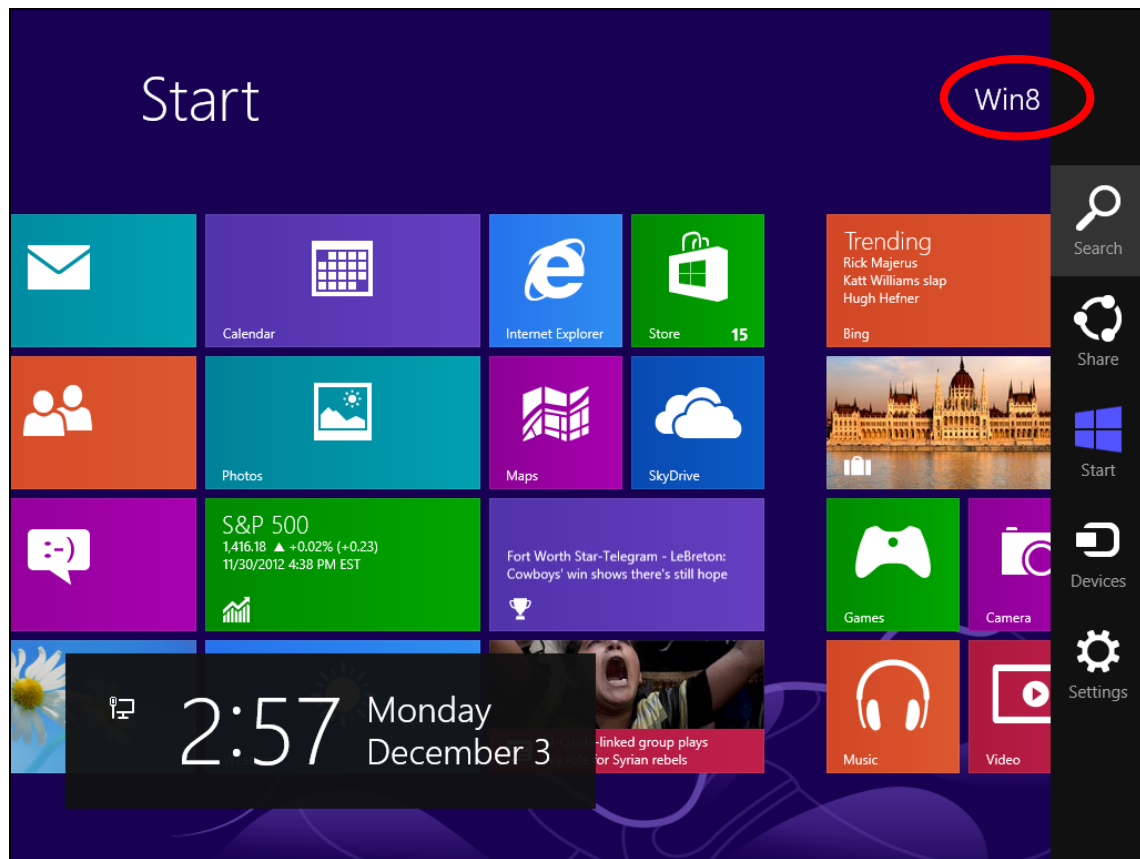 Start
Win8
Search
Share
Start
Devices
Settings
Calendar
Internet Explorer
Store 15
Trending
Rick Majerus
Katt Williams slap
Hugh Hefner
Bing
Photos
Maps
SkyDrive
:-)
S&P 500
1,416.18 ▲ +0.02% (+0.23)
11/30/2012 4:38 PM EST
Fort Worth Star-Telegram - LeBreton:
Cowboys' win shows there's still hope
Games
Camera
-linked group plays
for Syrian rebels
Music
Video
2:57
Monday
December 3